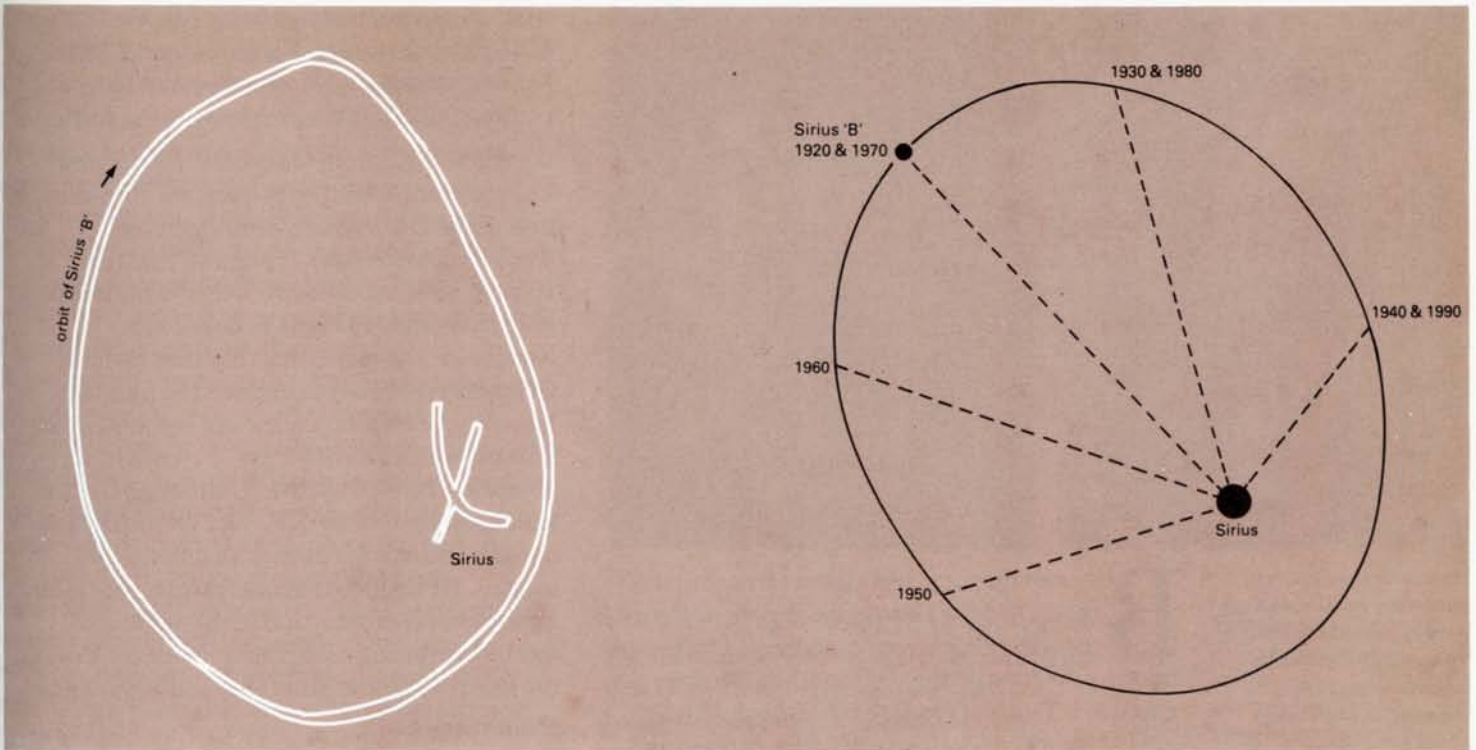 orbit of Sirius 'B'
Sirius
Sirius 'B'
1920 & 1970
1930 & 1980
1940 & 1990
1960
1950
Sirius